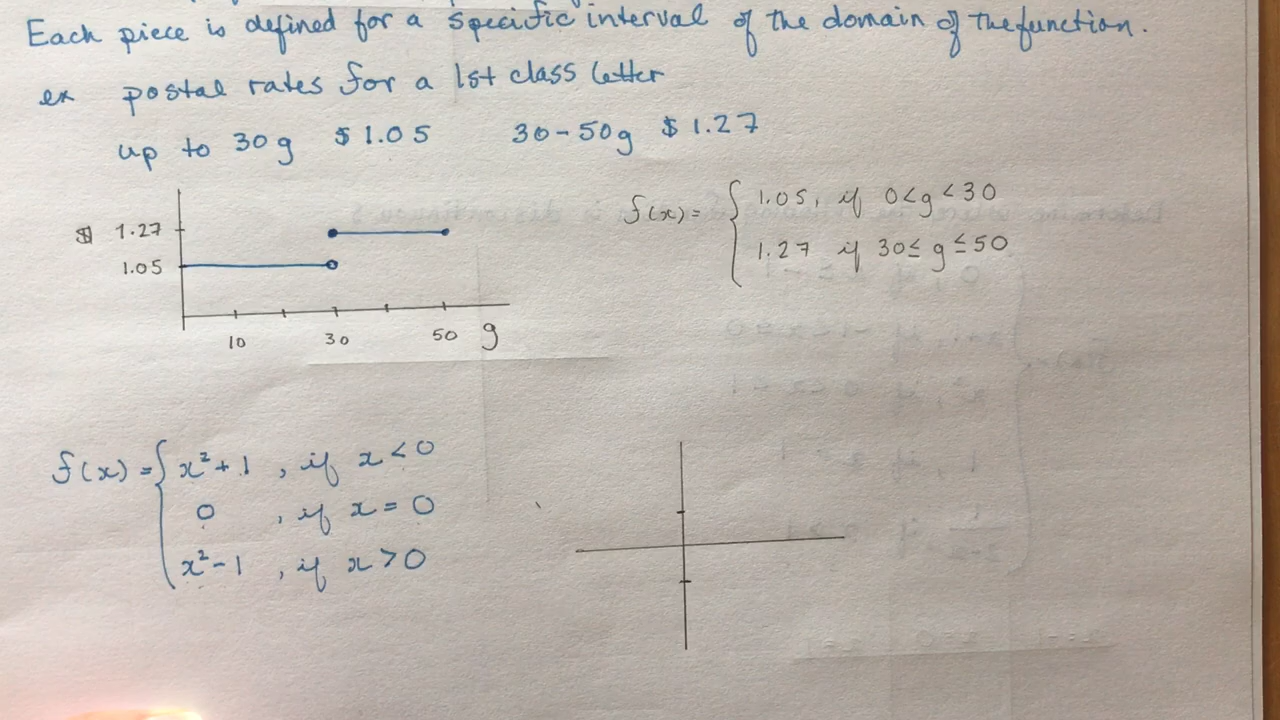 Each piece is defined for a specific interval of the domain of the function.
ex postal rates for a 1st class letter
up to 30g $1.05 30-50g $1.27
$ 1.27
1.05
10 30 50 g
f(x) = { 1.05, if 0<g<30
1.27 if 30≤ g ≤50
f(x) = { x²+1 , if x<0
0 , if x = 0
x²-1 , if x>0